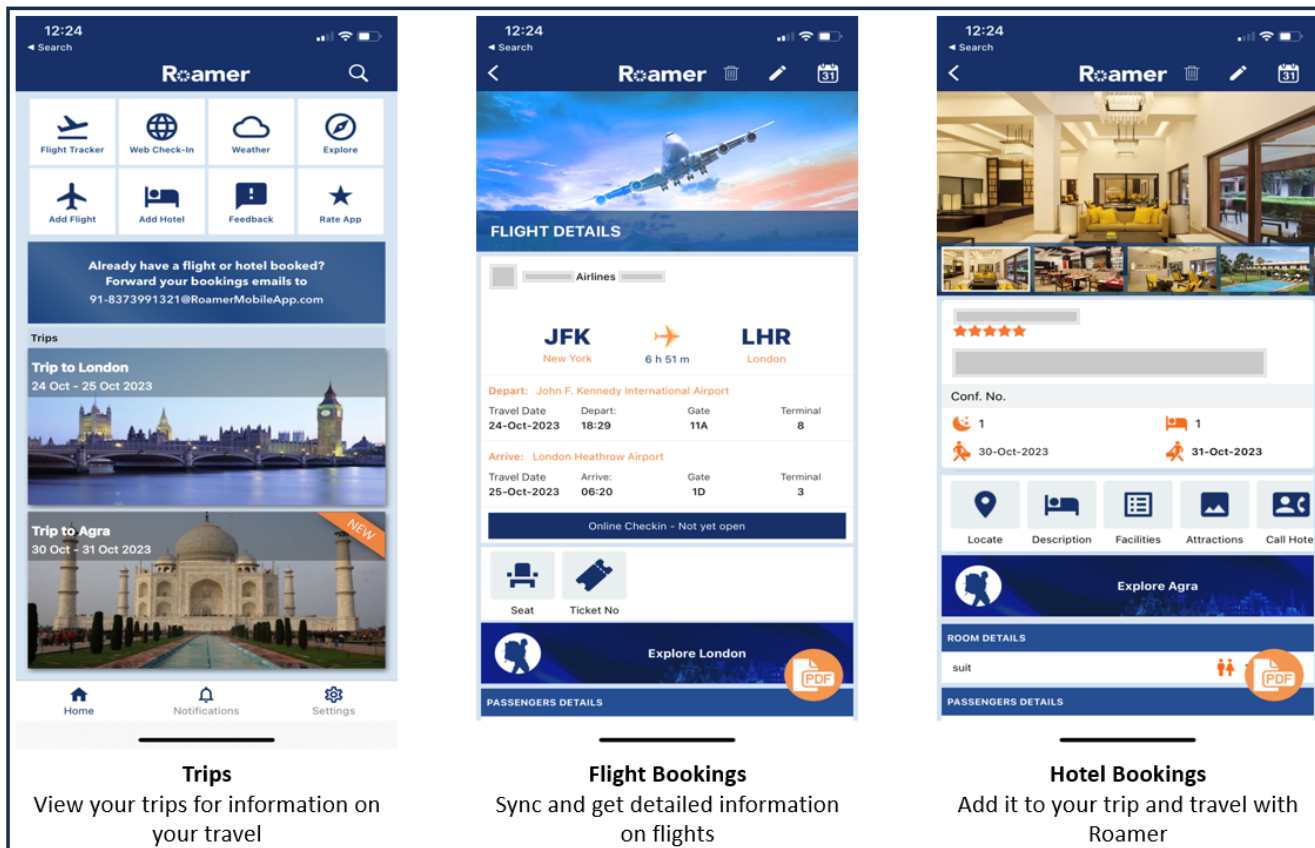 12:24
◄ Search
Roamer
Flight Tracker
Web Check-In
Weather
Explore
Add Flight
Add Hotel
Feedback
Rate App
Already have a flight or hotel booked?
Forward your bookings emails to
91-8373991321@RoamerMobileApp.com
Trips
Trip to London
24 Oct - 25 Oct 2023
Trip to Agra
30 Oct - 31 Oct 2023
NEW
Home
Notifications
Settings
Trips
View your trips for information on
your travel
12:24
◄ Search
Roamer
31
FLIGHT DETAILS
Airlines
JFK
LHR
New York
6 h 51 m
London
Depart: John F. Kennedy International Airport
Travel Date Depart: Gate Terminal
24-Oct-2023 18:29 11A 8
Arrive: London Heathrow Airport
Travel Date Arrive: Gate Terminal
25-Oct-2023 06:20 1D 3
Online Checkin - Not yet open
Seat
Ticket No
Explore London
PDF
PASSENGERS DETAILS
Flight Bookings
Sync and get detailed information
on flights
12:24
◄ Search
Roamer
31
Conf. No.
1
1
30-Oct-2023
31-Oct-2023
Locate
Description
Facilities
Attractions
Call Hote
Explore Agra
ROOM DETAILS
suit
PDF
PASSENGERS DETAILS
Hotel Bookings
Add it to your trip and travel with
Roamer